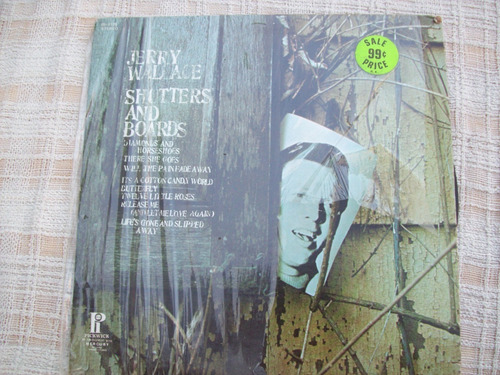 JERRY
WALLACE
SHUTTERS
AND
BOARDS
DIAMONDS AND
HORSESHOES
THERE SHE GOES
WILL THE PAIN FADE AWAY
IT'S A COTTON CANDY WORLD
BUTTERFLY
TWELVE LITTLE ROSES
RELEASE ME
(AND LET ME LOVE AGAIN)
LIFE'S GONE AND SLIPPED
AWAY
SALE
99¢
PRICE
PICKWICK
MERCURY